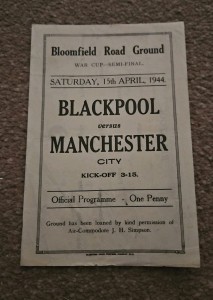 Bloomfield Road Ground
WAR CUP—SEMI-FINAL.
SATURDAY, 15th APRIL, 1944.
BLACKPOOL
versus
MANCHESTER
CITY
KICK-OFF 3-15.
Official Programme - One Penny
Ground has been loaned by kind permission of
Air-Commodore J. H. Simpson.